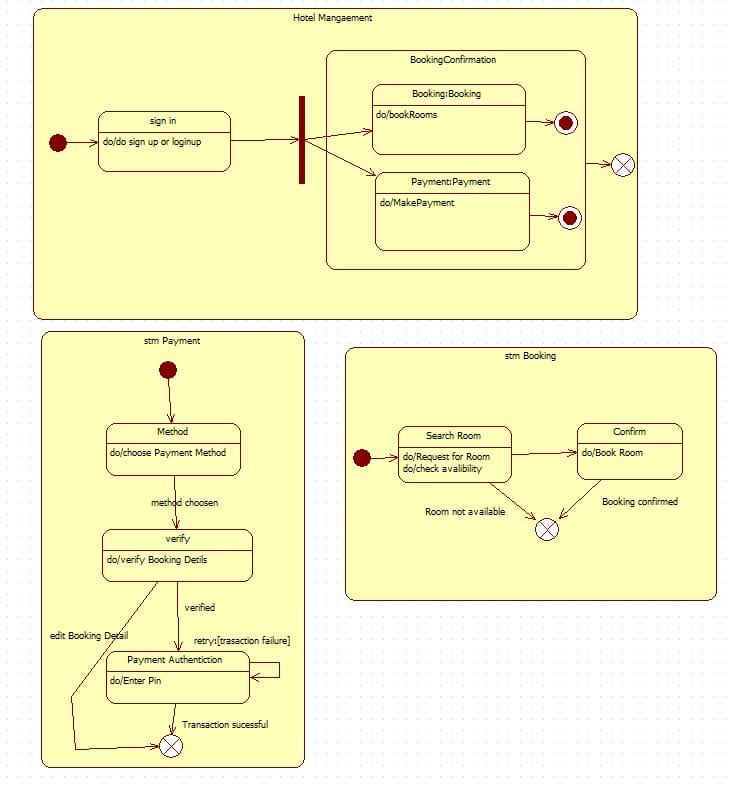 Hotel Mangaement
BookingConfirmation
sign in
do/do sign up or loginup
Booking:Booking
do/bookRooms
Payment:Payment
do/MakePayment
stm Payment
Method
do/choose Payment Method
method choosen
verify
do/verify Booking Detils
verified
edit Booking Detail
retry:[trasaction failure]
Payment Authentiction
do/Enter Pin
Transaction sucessful
stm Booking
Search Room
do/Request for Room
do/check avalibility
Confirm
do/Book Room
Room not available
Booking confirmed